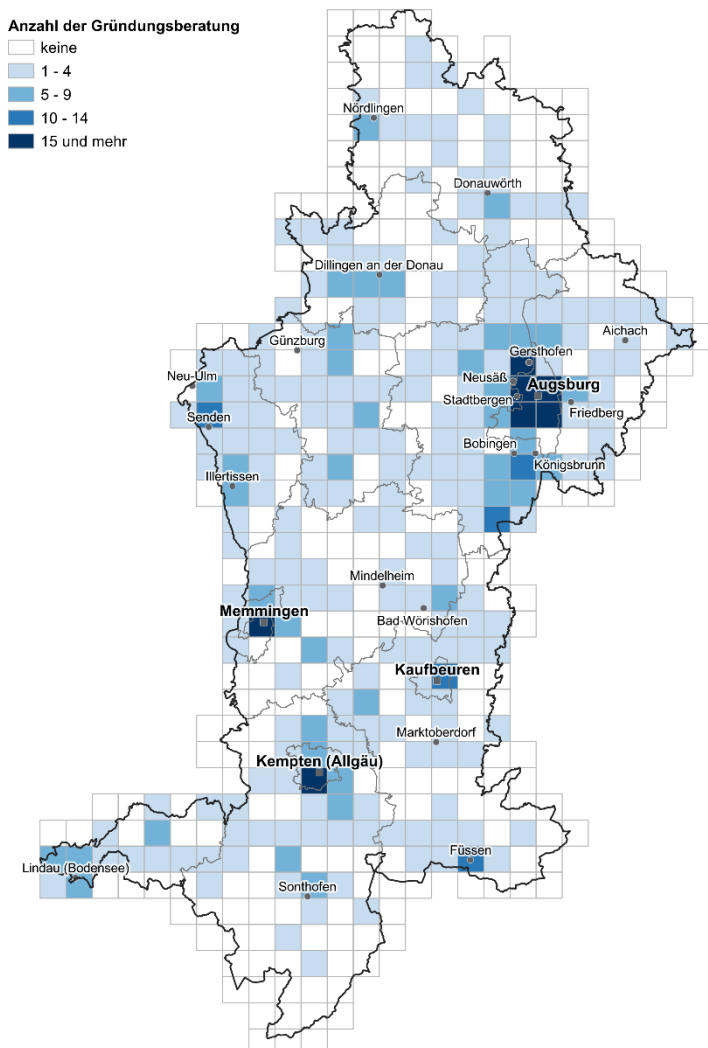 Anzahl der Gründungsberatung
keine
1 - 4
5 - 9
10 - 14
15 und mehr
Nördlingen
Donauwörth
Dillingen an der Donau
Günzburg
Aichach
Gersthofen
Neu-Ulm
Neusäß
Augsburg
Stadtbergen
Friedberg
Senden
Bobingen
Königsbrunn
Illertissen
Mindelheim
Memmingen
Bad Wörishofen
Kaufbeuren
Marktoberdorf
Kempten (Allgäu)
Füssen
Lindau (Bodensee)
Sonthofen